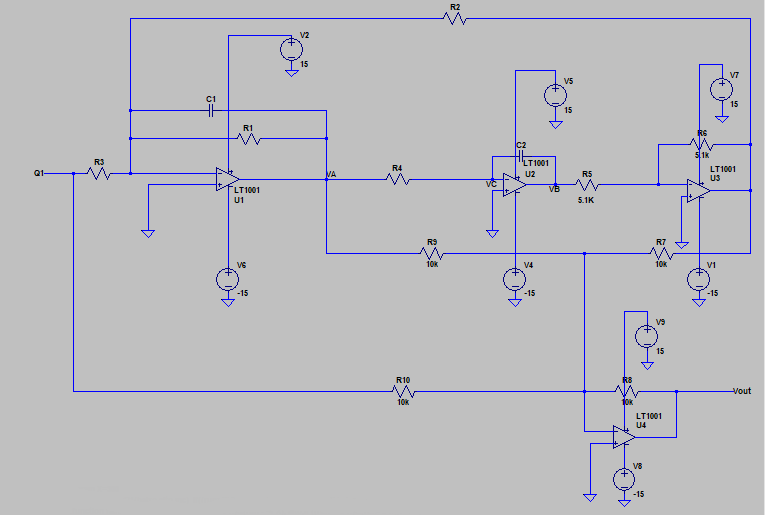 R2
V2
15
V7
15
V5
15
C1
R1
R6
5.1k
C2
LT1001
U2
R3
Q1
LT1001
U1
VA
R4
VC
VB
R5
5.1K
LT1001
U3
R9
10k
R7
10k
V6
-15
V4
-15
V1
-15
V9
15
R10
10k
R8
10k
Vout
LT1001
U4
V8
-15